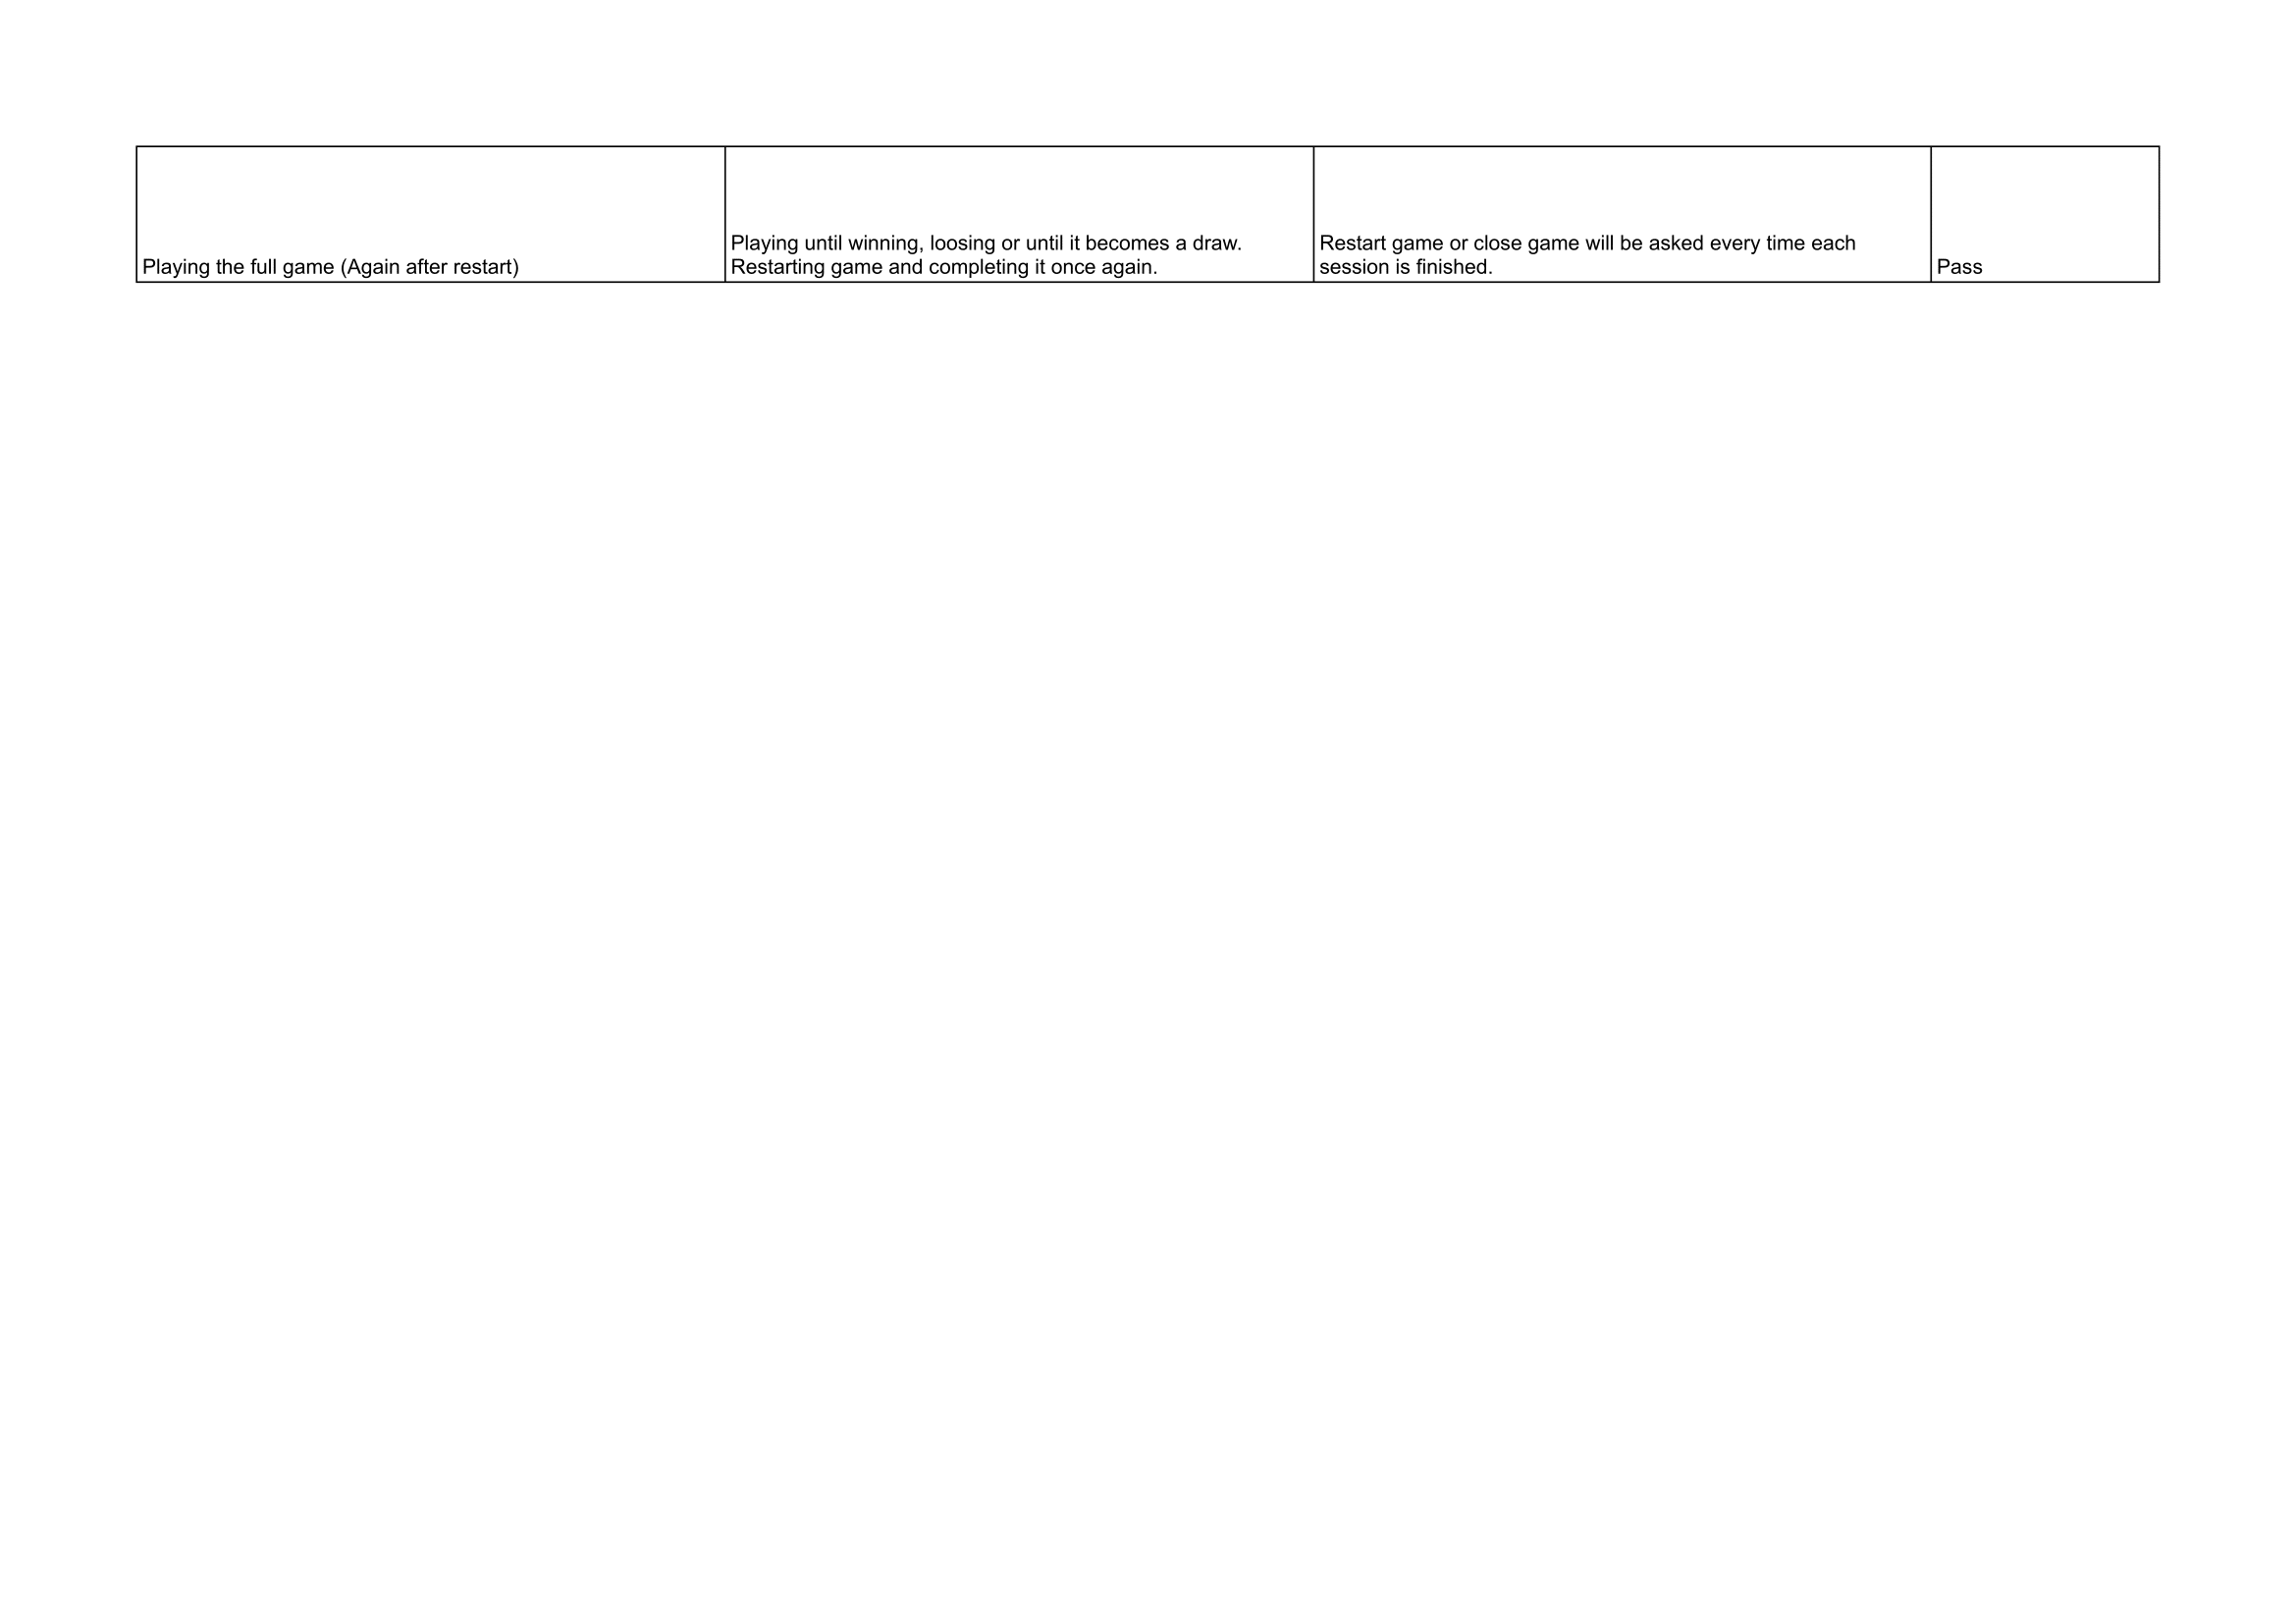 Playing the full game (Again after restart)
Playing until winning, loosing or until it becomes a draw.
Restarting game and completing it once again.
Restart game or close game will be asked every time each
session is finished.
Pass